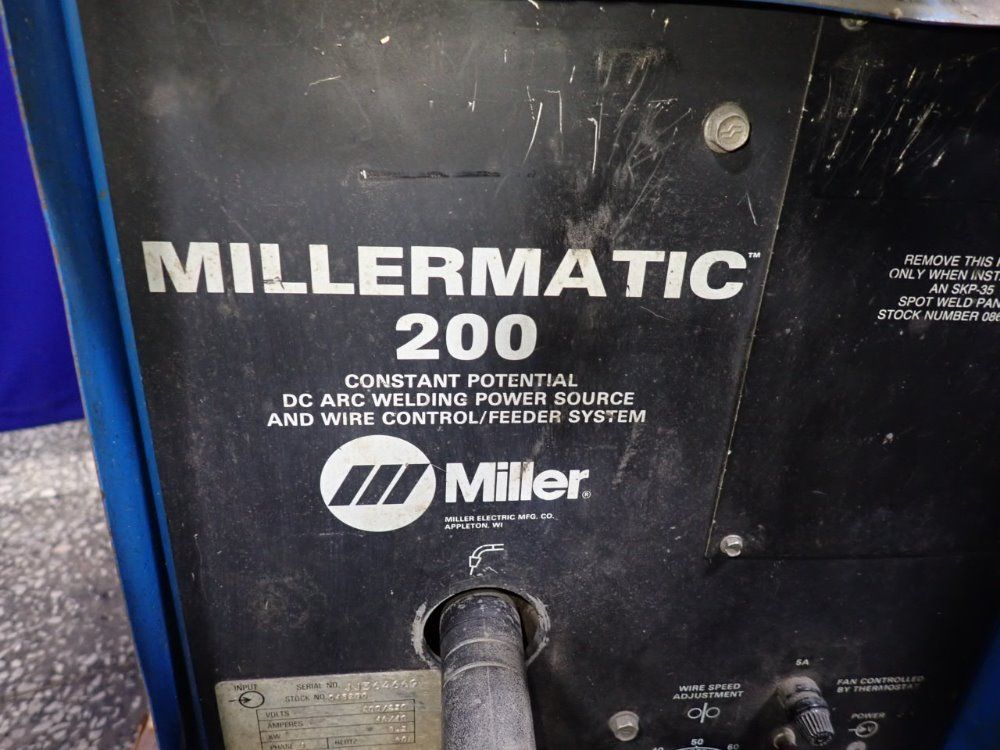 MILLERMATIC™
200
CONSTANT POTENTIAL
DC ARC WELDING POWER SOURCE
AND WIRE CONTROL/FEEDER SYSTEM
Miller®
MILLER ELECTRIC MFG. CO.
APPLETON, WI
REMOVE THIS
ONLY WHEN
AN SKP-35
SPOT WELD
STOCK NUMBER
INPUT
SERIAL NO.
STOCK NO.
VOLTS
AMPERES
KW
PHASE
HERTZ
WIRE SPEED
ADJUSTMENT
50
60
5A
FAN CONTROLLED
BY THERMOSTAT
POWER